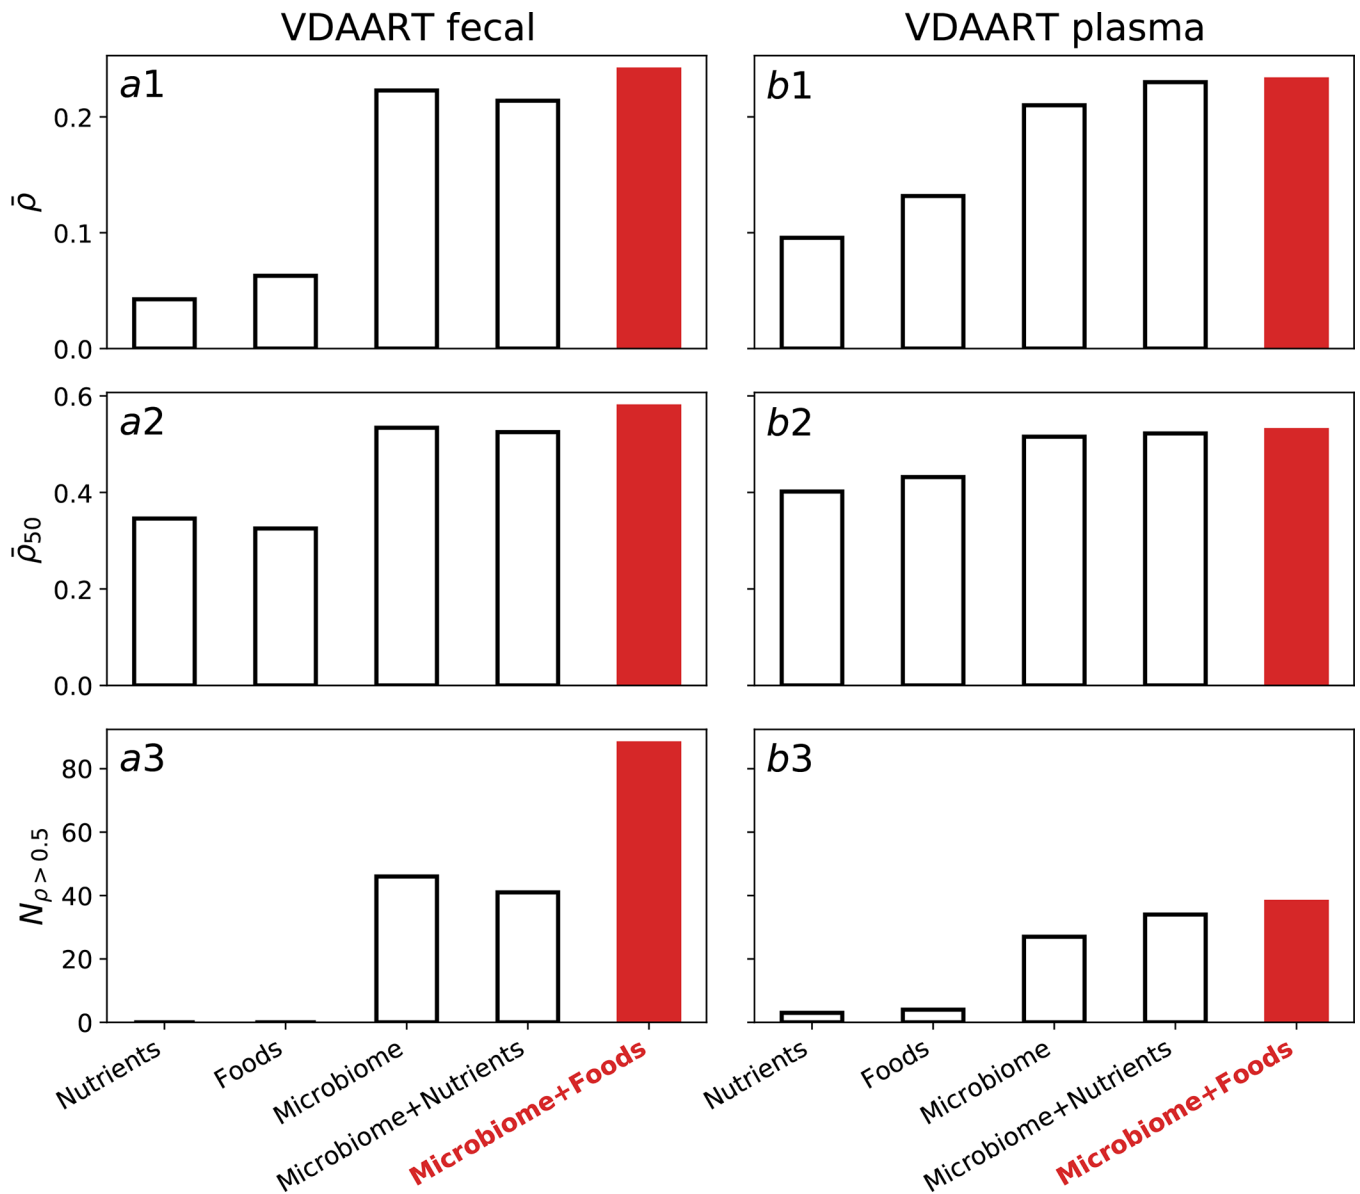 VDAART fecal
VDAART plasma
a1
b1
ρ̄
0.2
0.1
0.0
a2
b2
ρ̄₅₀
0.6
0.4
0.2
0.0
a3
b3
N_ρ > 0.5
80
60
40
20
0
Nutrients
Foods
Microbiome
Microbiome+Nutrients
Microbiome+Foods
Nutrients
Foods
Microbiome
Microbiome+Nutrients
Microbiome+Foods